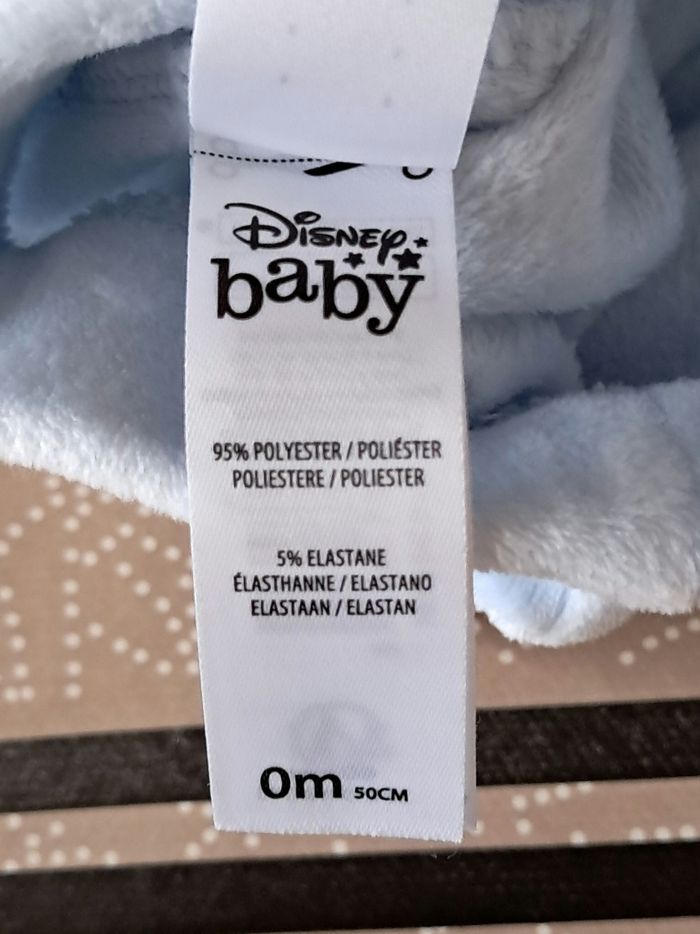 Disney
baby
95% POLYESTER / POLIÉSTER
POLIESTERE / POLIESTER
5% ELASTANE
ÉLASTHANNE / ELASTANO
ELASTAAN / ELASTAN
0m 50CM